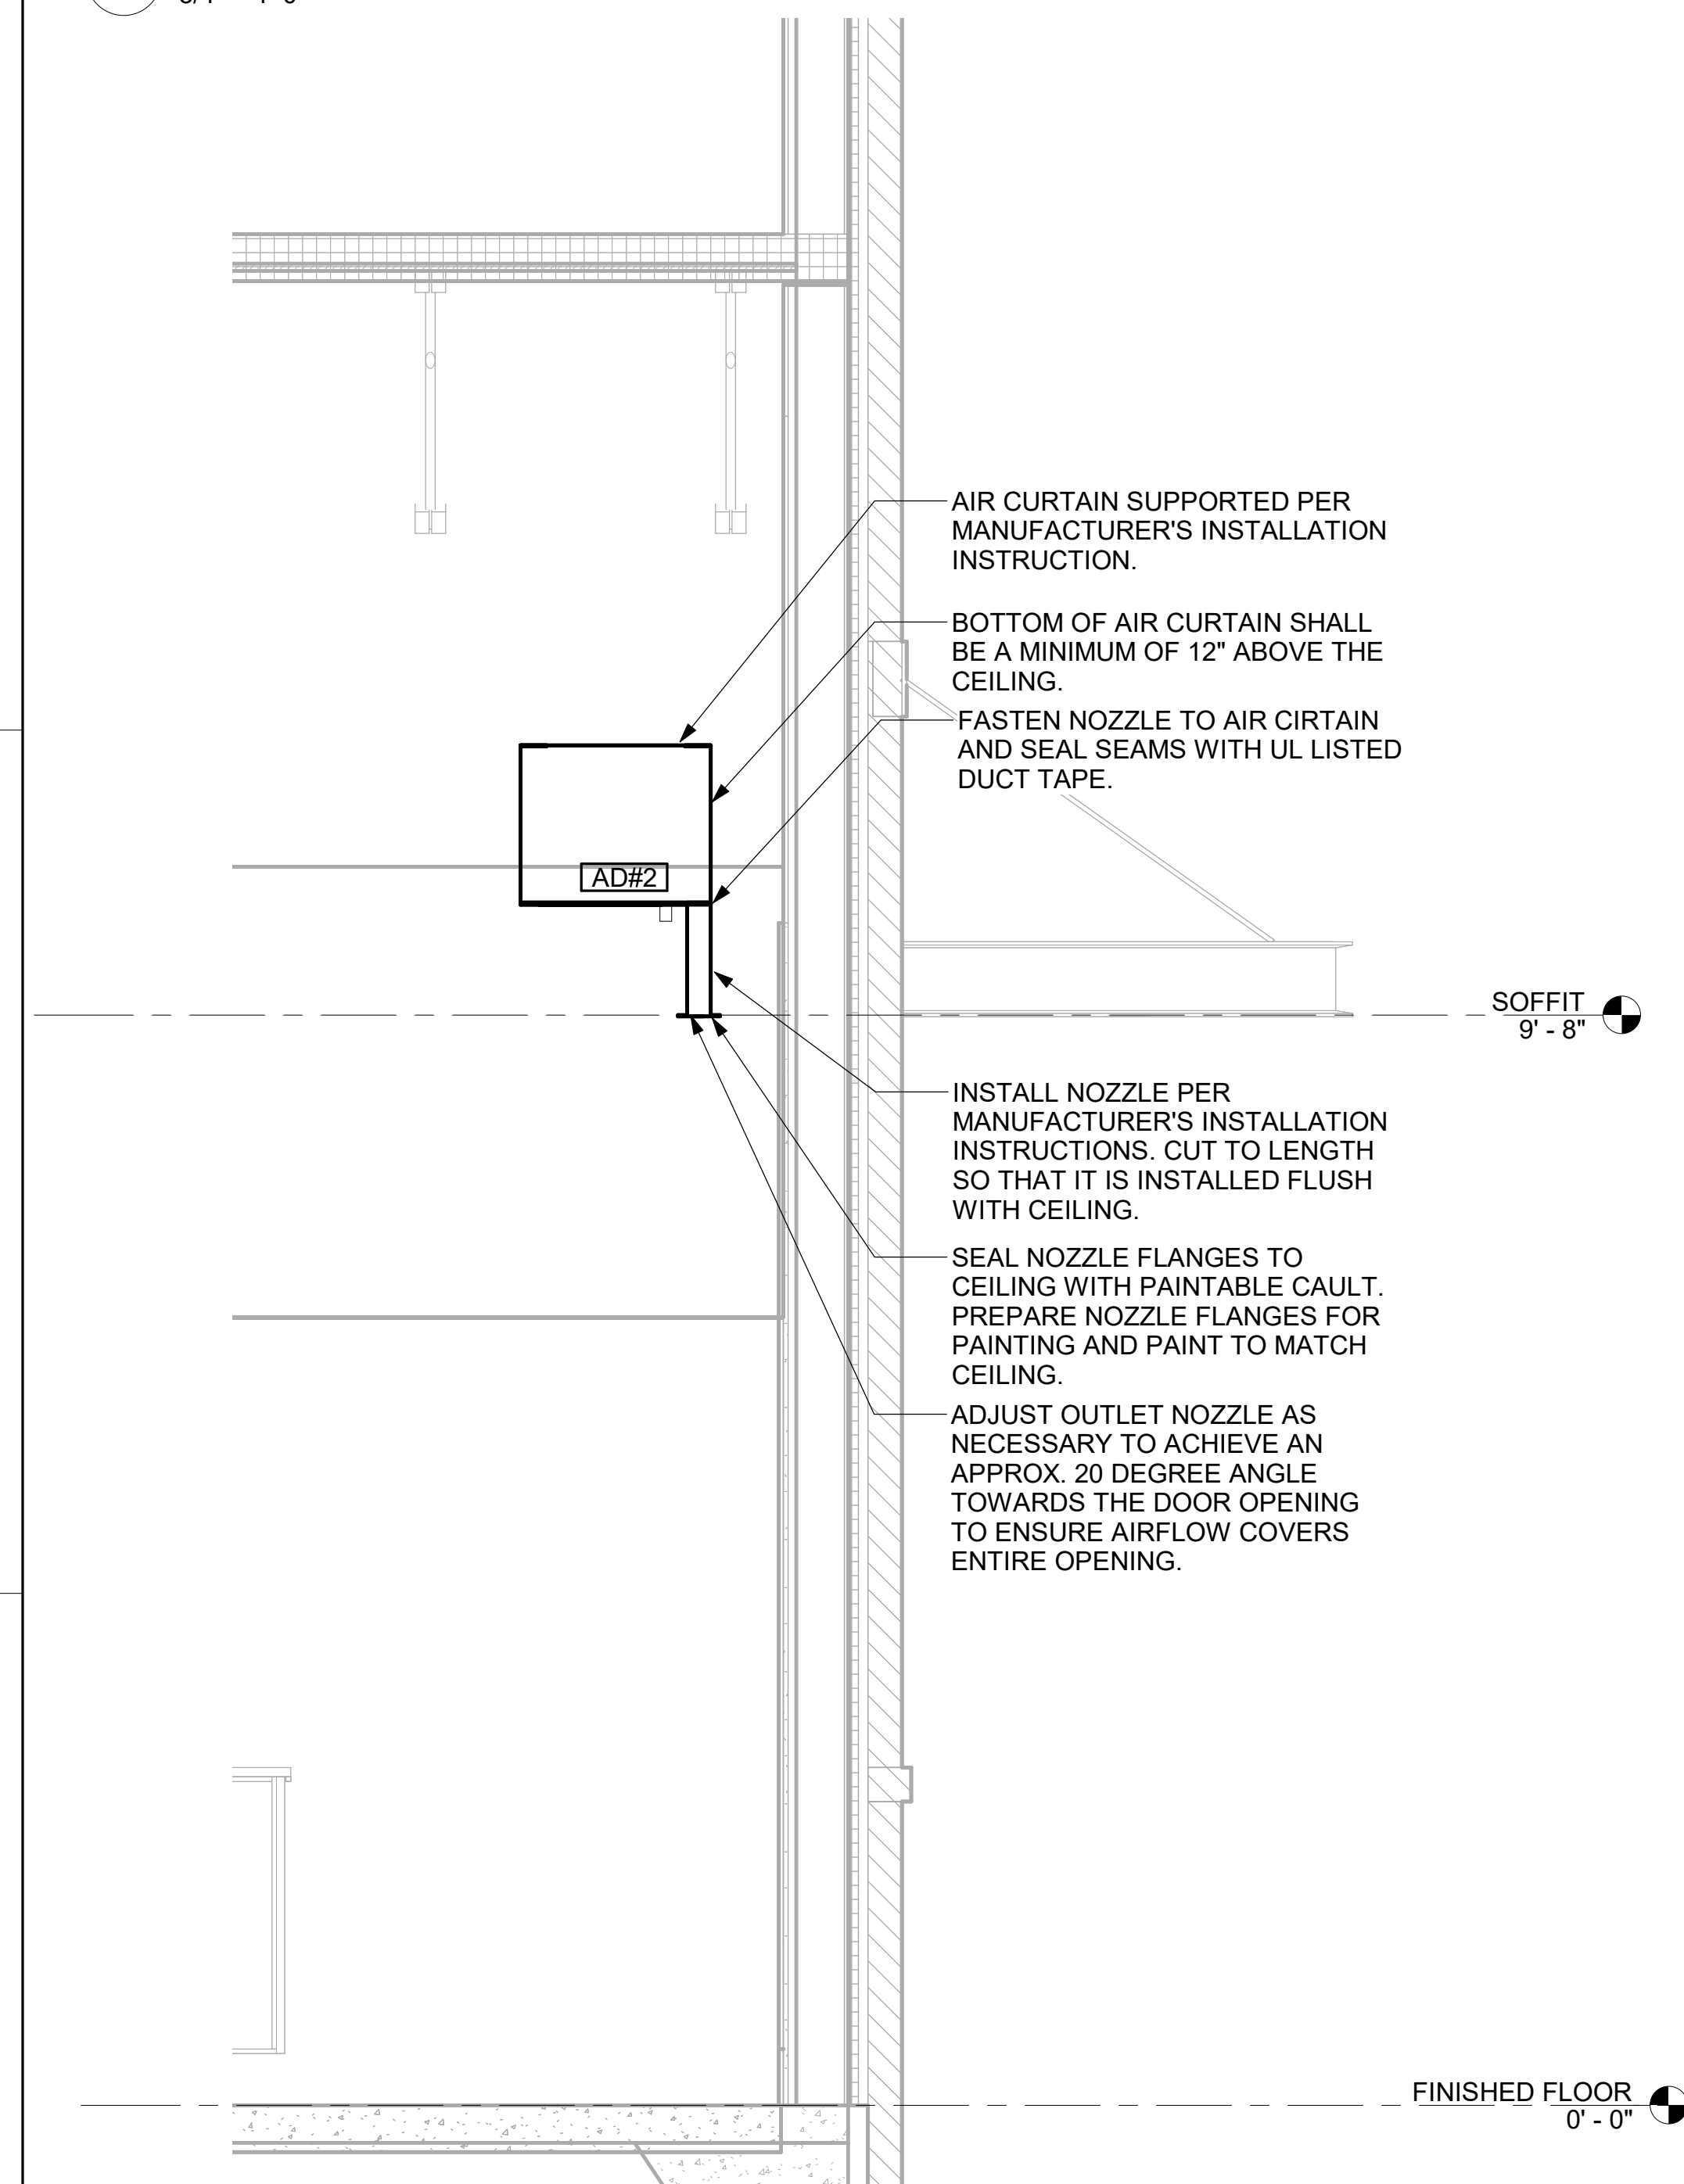 AIR CURTAIN SUPPORTED PER
MANUFACTURER'S INSTALLATION
INSTRUCTION.
BOTTOM OF AIR CURTAIN SHALL
BE A MINIMUM OF 12" ABOVE THE
CEILING.
FASTEN NOZZLE TO AIR CIRTAIN
AND SEAL SEAMS WITH UL LISTED
DUCT TAPE.
AD#2
SOFFIT
9' - 8"
INSTALL NOZZLE PER
MANUFACTURER'S INSTALLATION
INSTRUCTIONS. CUT TO LENGTH
SO THAT IT IS INSTALLED FLUSH
WITH CEILING.
SEAL NOZZLE FLANGES TO
CEILING WITH PAINTABLE CAULT.
PREPARE NOZZLE FLANGES FOR
PAINTING AND PAINT TO MATCH
CEILING.
ADJUST OUTLET NOZZLE AS
NECESSARY TO ACHIEVE AN
APPROX. 20 DEGREE ANGLE
TOWARDS THE DOOR OPENING
TO ENSURE AIRFLOW COVERS
ENTIRE OPENING.
FINISHED FLOOR
0' - 0"